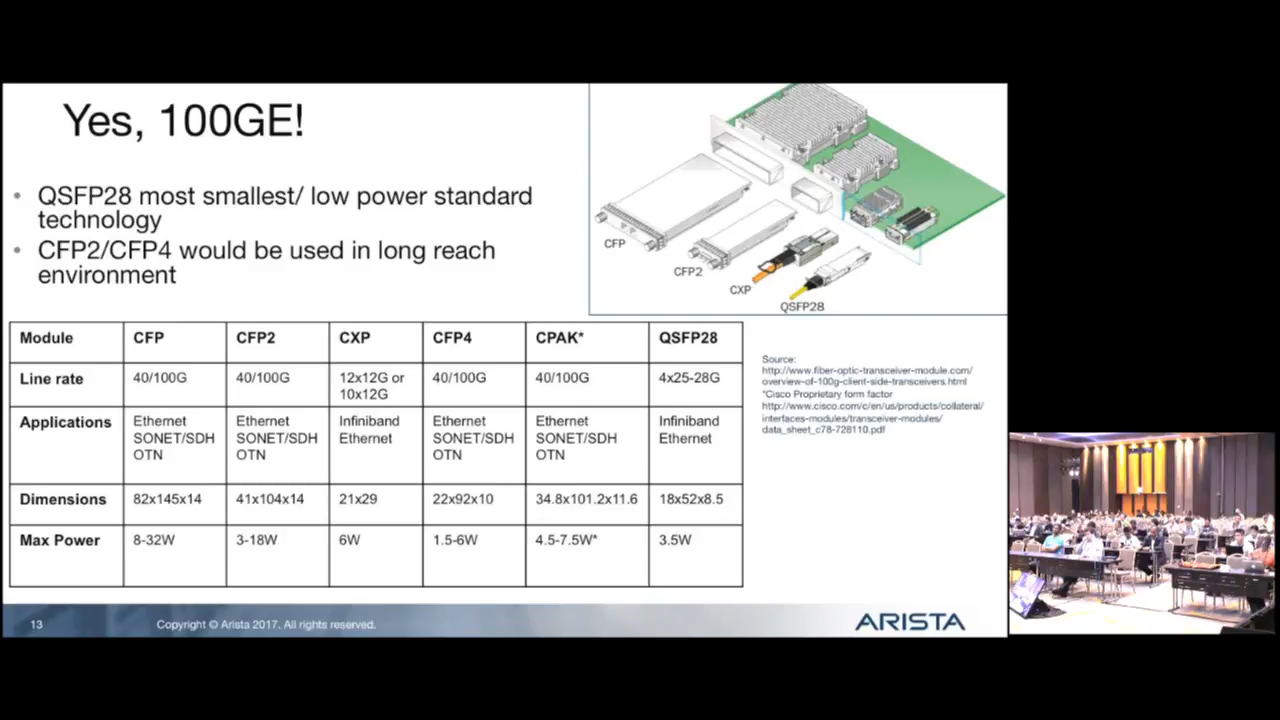 Yes, 100GE!
• QSFP28 most smallest/ low power standard
technology
• CFP2/CFP4 would be used in long reach
environment
CFP
CFP2
CXP
QSFP28
Module CFP CFP2 CXP CFP4 CPAK* QSFP28
Line rate 40/100G 40/100G 12x12G or 10x12G 40/100G 40/100G 4x25-28G
Applications Ethernet SONET/SDH OTN Ethernet SONET/SDH OTN Infiniband Ethernet Ethernet SONET/SDH OTN Ethernet SONET/SDH OTN Infiniband Ethernet
Dimensions 82x145x14 41x104x14 21x29 22x92x10 34.8x101.2x11.6 18x52x8.5
Max Power 8-32W 3-18W 6W 1.5-6W 4.5-7.5W* 3.5W
Source:
http://www.fiber-optic-transceiver-module.com/
overview-of-100g-client-side-transceivers.html
*Cisco Proprietary form factor
http://www.cisco.com/c/en/us/products/collateral/
interfaces-modules/transceiver-modules/
data_sheet_c78-728110.pdf
13
Copyright © Arista 2017. All rights reserved.
ARISTA